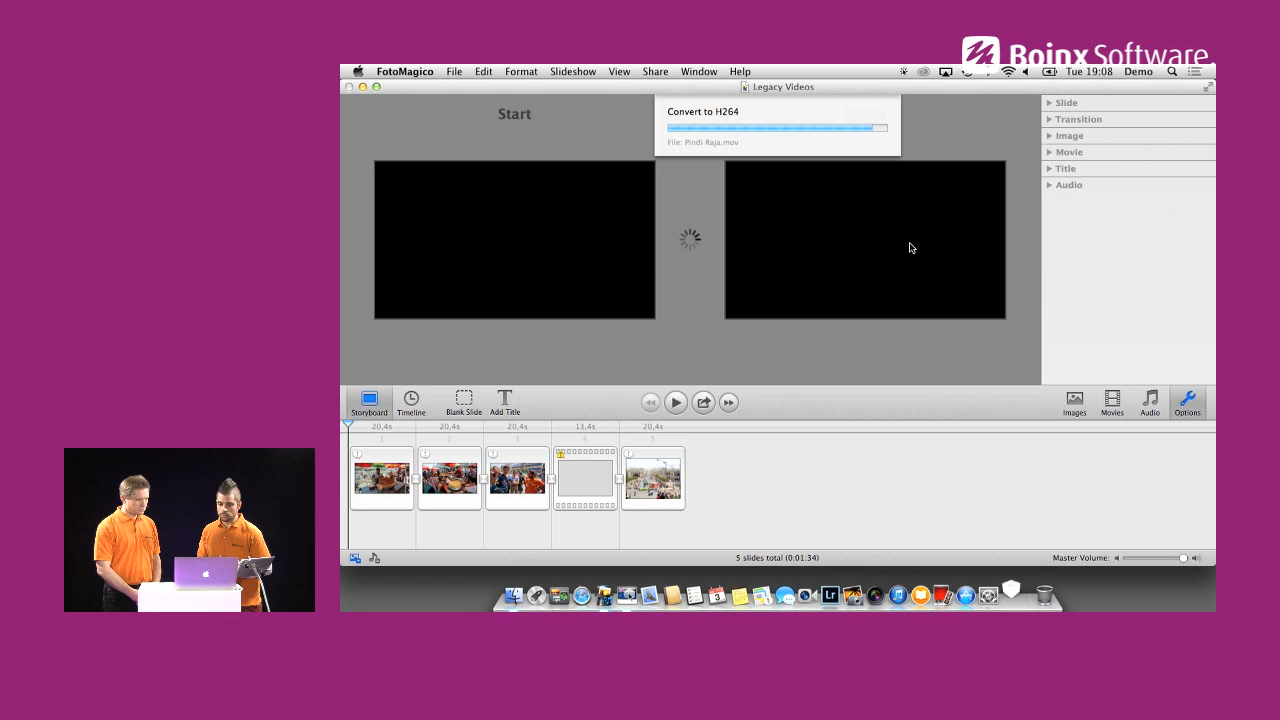 Boinx Software.
FotoMagico File Edit Format Slideshow View Share Window Help Tue 19:08 Demo
Legacy Videos
Start
Convert to H264
File: Pindi Raja.mov
Slide
Transition
Image
Movie
Title
Audio
Storyboard Timeline Blank Slide Add Title Images Movies Audio Options
20,4s 20,4s 20,4s 13,4s 20,4s
1 2 3 4 5
5 slides total (0:01:34) Master Volume:
3
Lr